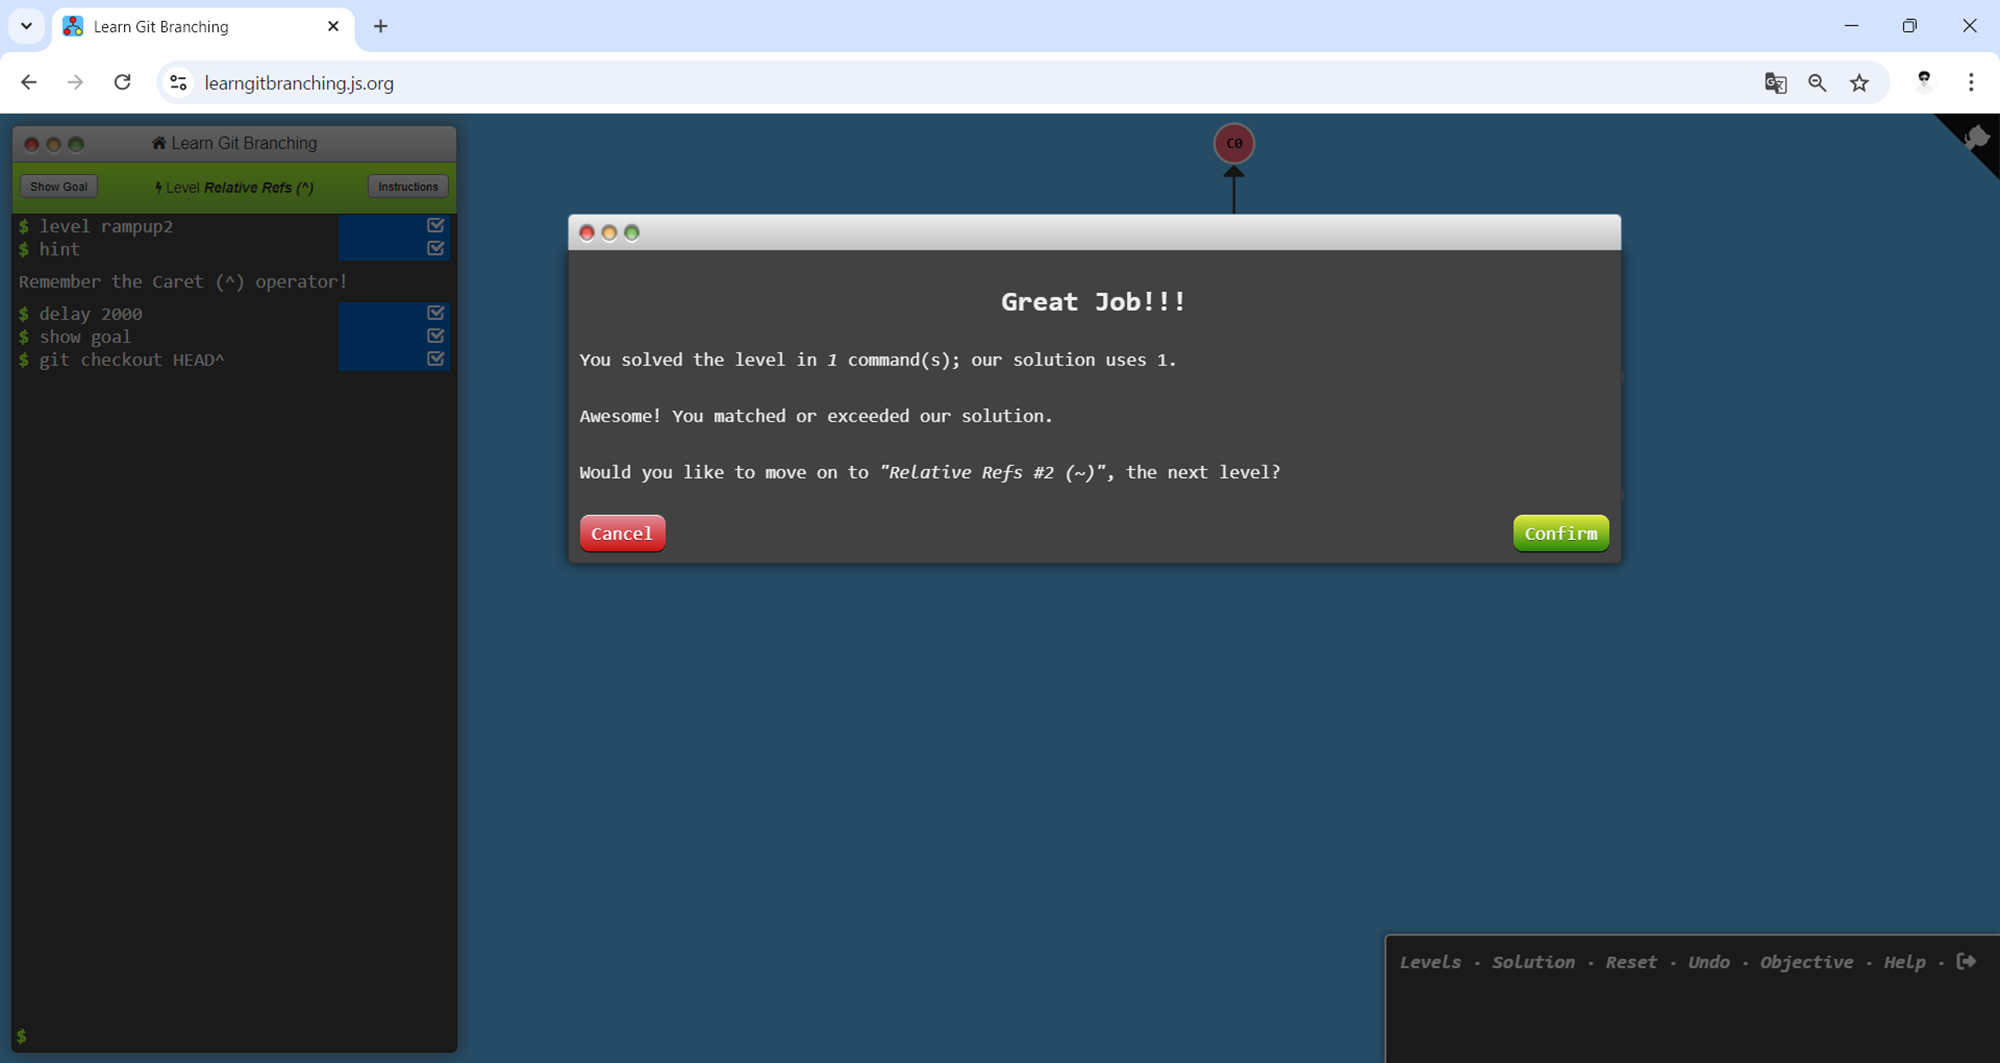 Learn Git Branching
learngitbranching.js.org
Learn Git Branching
Show Goal
Level Relative Refs (^)
Instructions
$ level rampup2
$ hint
Remember the Caret (^) operator!
$ delay 2000
$ show goal
$ git checkout HEAD^
$
C0
Great Job!!!
You solved the level in 1 command(s); our solution uses 1.
Awesome! You matched or exceeded our solution.
Would you like to move on to "Relative Refs #2 (~)", the next level?
Cancel
Confirm
Levels · Solution · Reset · Undo · Objective · Help ·